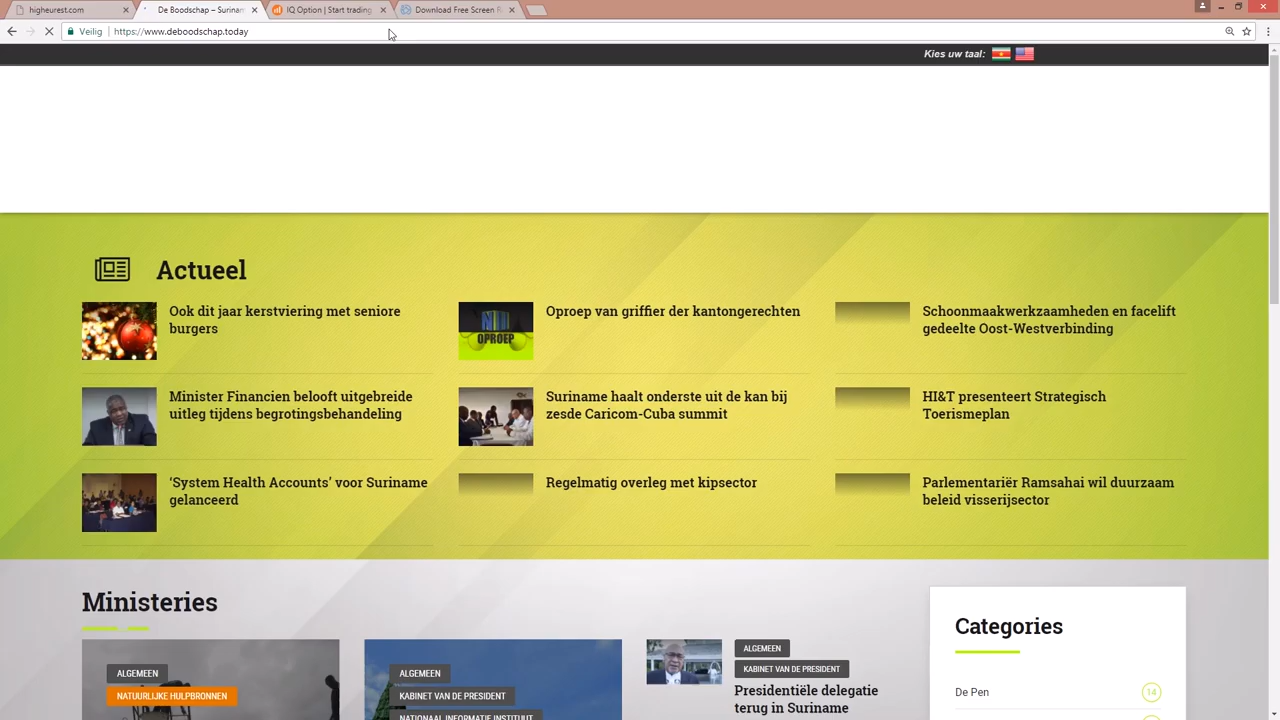 higheurest.com
De Boodschap – Surinam
IQ Option | Start trading
Download Free Screen R
Veilig
https://www.deboodschap.today
Kies uw taal:
Actueel
Ook dit jaar kerstviering met seniore
burgers
Oproep van griffier der kantongerechten
Schoonmaakwerkzaamheden en facelift
gedeelte Oost-Westverbinding
OPROEP
Minister Financien belooft uitgebreide
uitleg tijdens begrotingsbehandeling
Suriname haalt onderste uit de kan bij
zesde Caricom-Cuba summit
HI&T presenteert Strategisch
Toerismeplan
‘System Health Accounts’ voor Suriname
gelanceerd
Regelmatig overleg met kipsector
Parlementariër Ramsahai wil duurzaam
beleid visserijsector
Ministeries
ALGEMEEN
NATUURLIJKE HULPBRONNEN
ALGEMEEN
KABINET VAN DE PRESIDENT
NATIONAAL INFORMATIE INSTITUUT
ALGEMEEN
KABINET VAN DE PRESIDENT
Presidentiële delegatie
terug in Suriname
Categories
De Pen
14